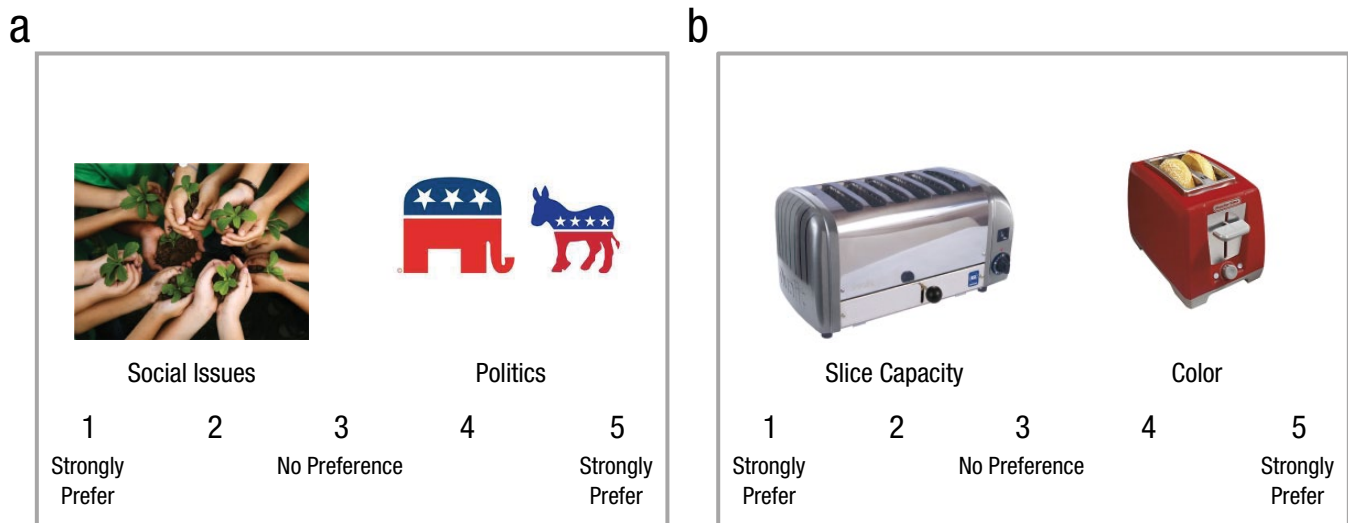 a
Social Issues Politics
1 2 3 4 5
Strongly Prefer No Preference Strongly Prefer
b
Slice Capacity Color
1 2 3 4 5
Strongly Prefer No Preference Strongly Prefer